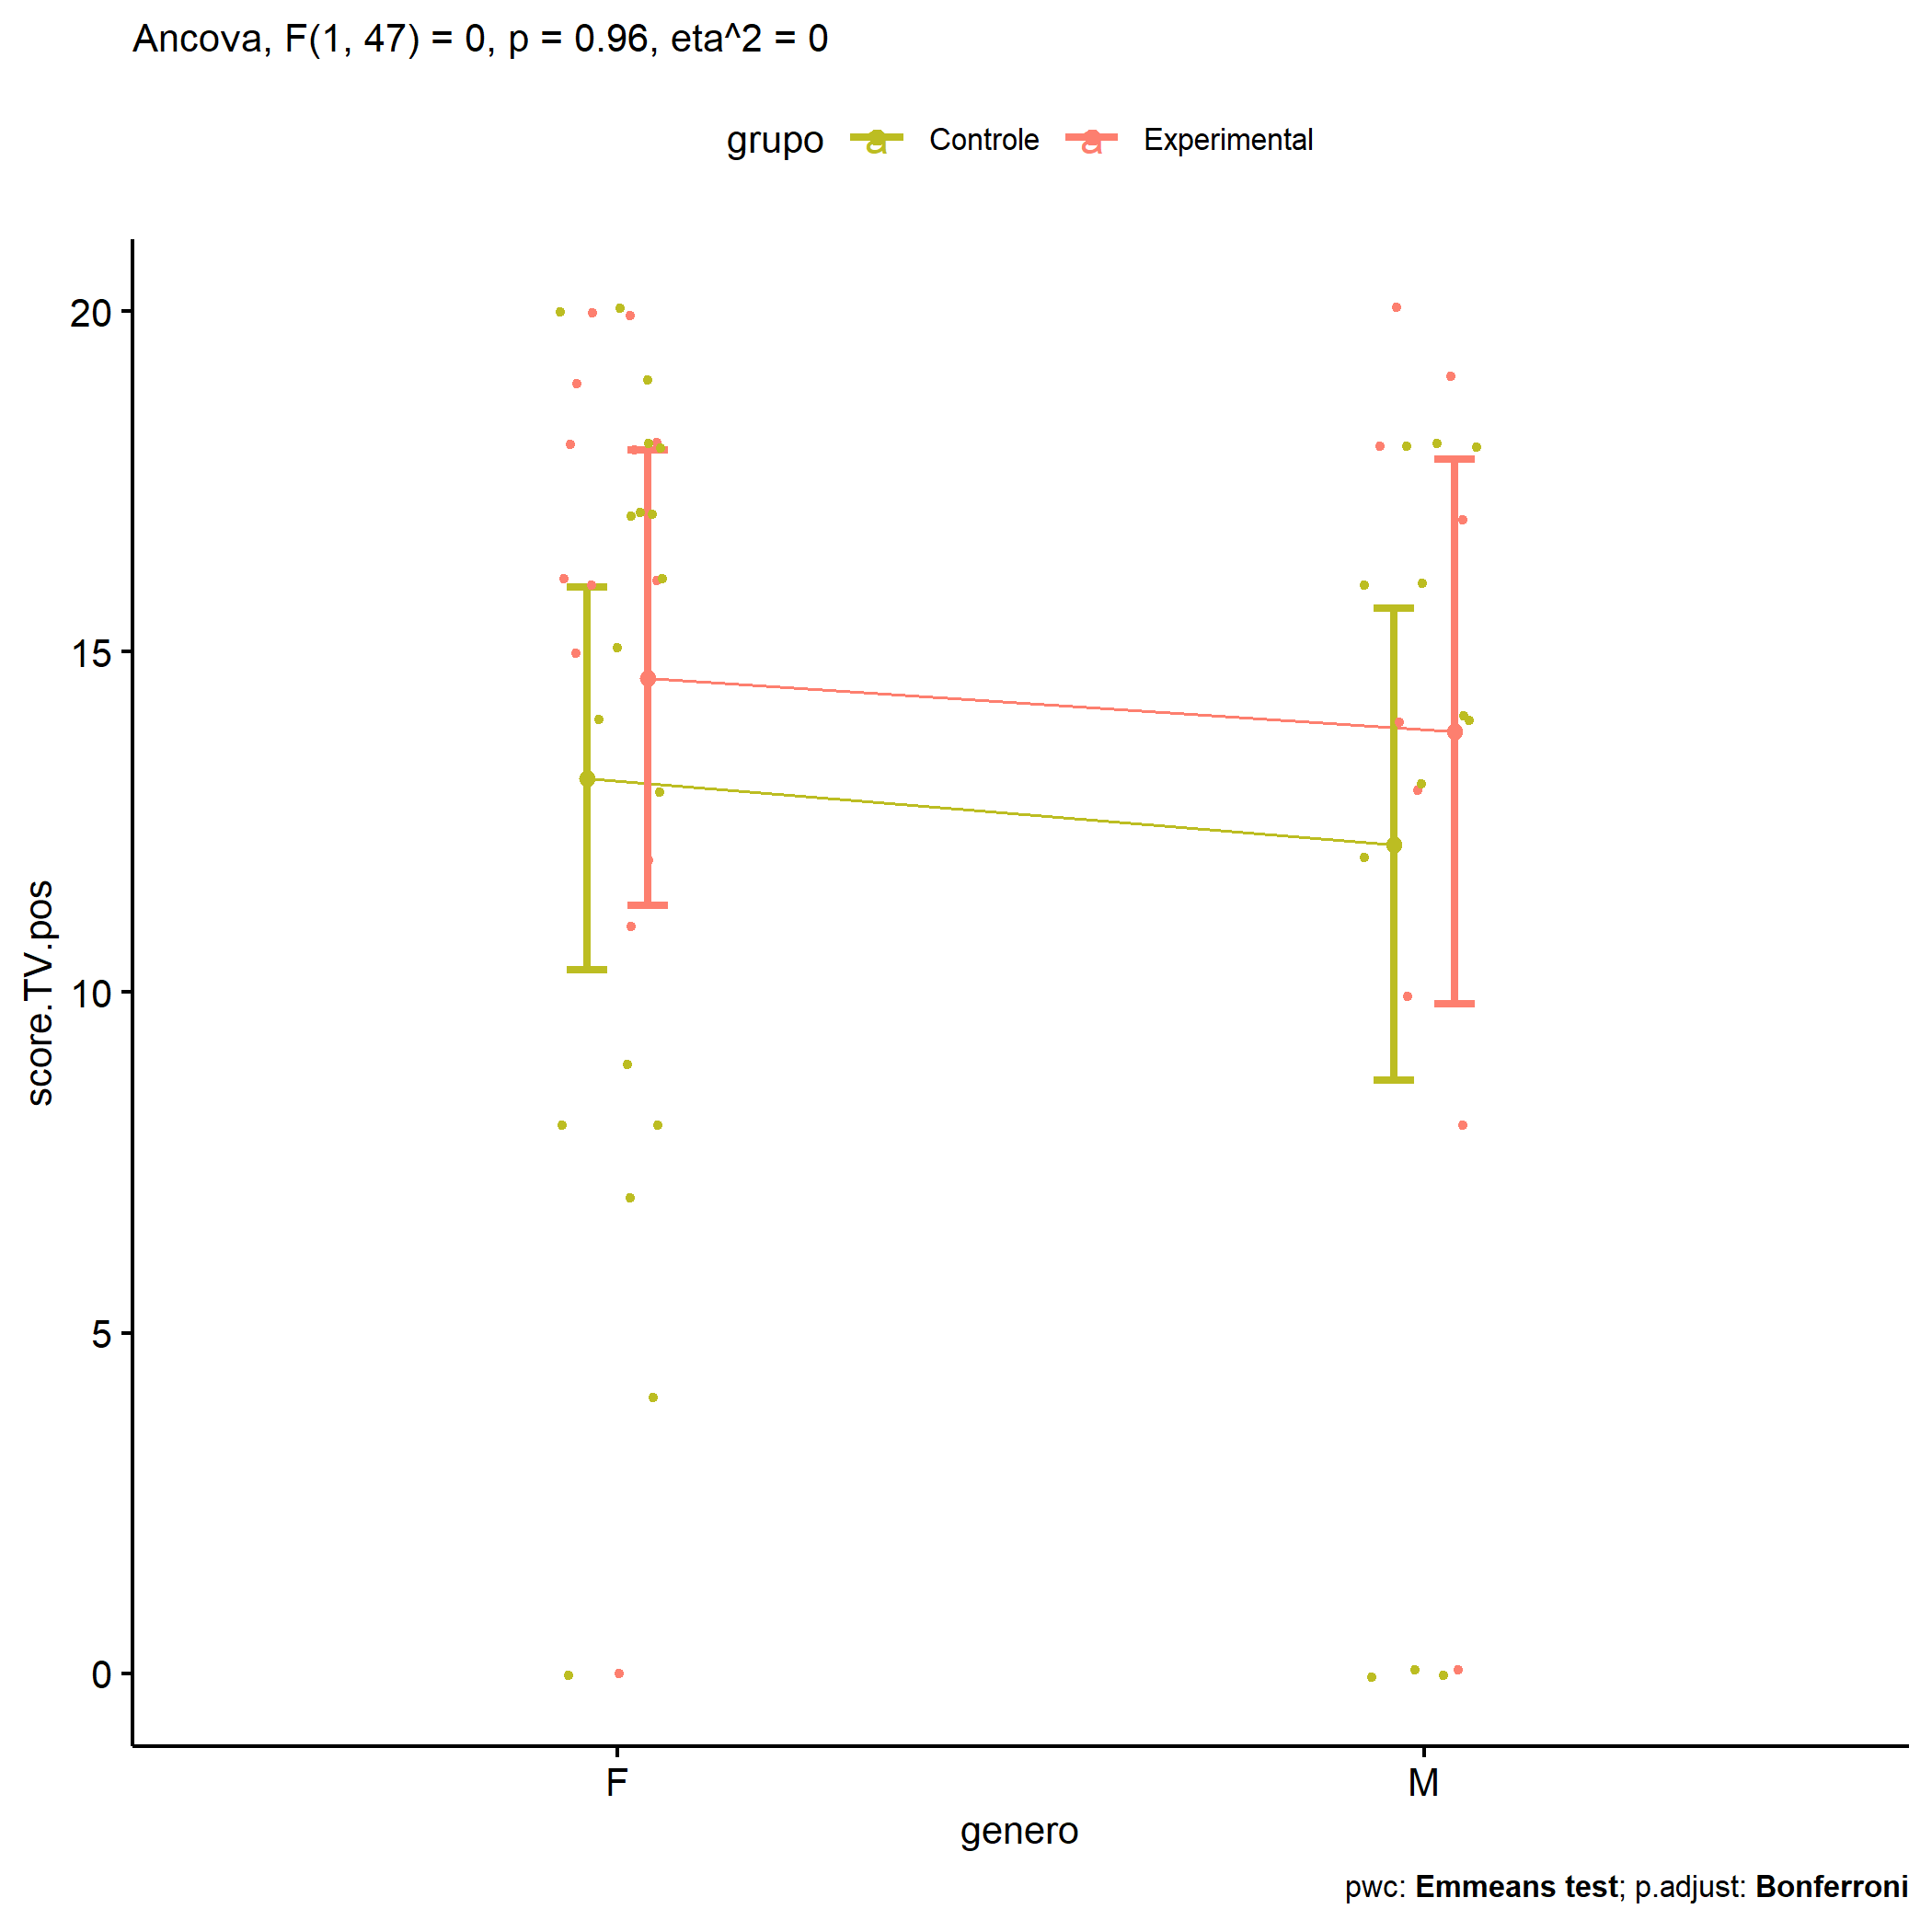 Ancova, F(1, 47) = 0, p = 0.96, eta^2 = 0
grupo a Controle a Experimental
20
15
10
5
0
score.TV.pos
F M
genero
pwc: Emmeans test; p.adjust: Bonferroni